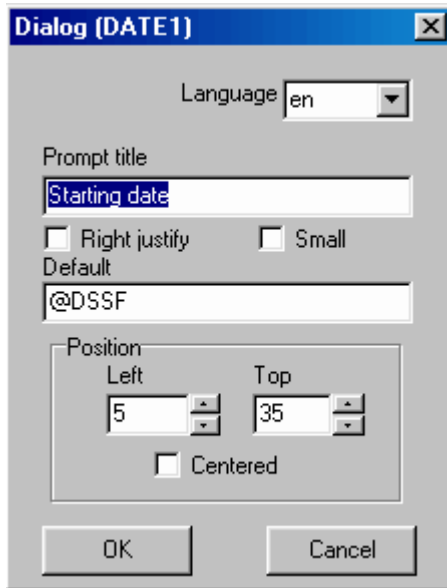 Dialog (DATE1)
Language en
Prompt title
Starting date
Right justify Small
Default
@DSSF
Position
Left Top
5 35
Centered
OK Cancel